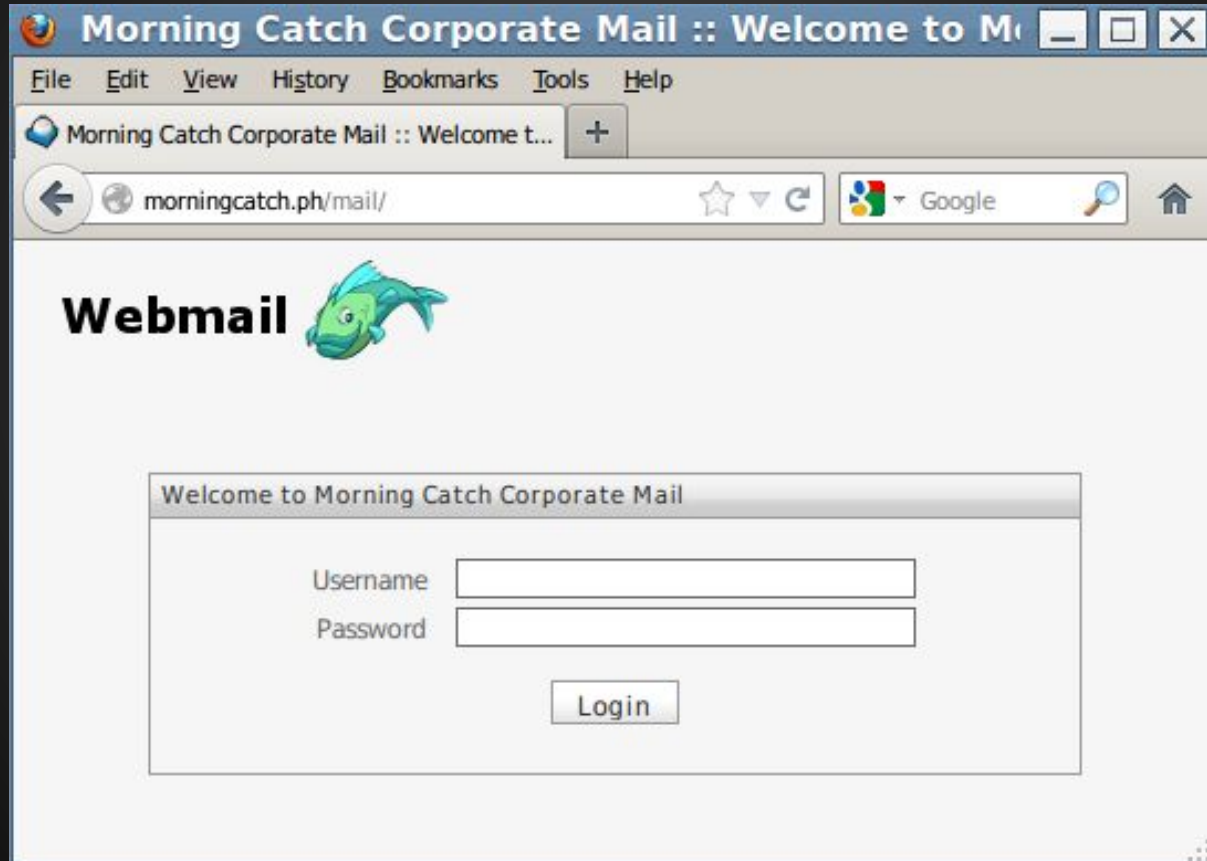 Morning Catch Corporate Mail :: Welcome to M
File Edit View History Bookmarks Tools Help
Morning Catch Corporate Mail :: Welcome t...
morningcatch.ph/mail/ Google
Webmail
Welcome to Morning Catch Corporate Mail
Username
Password
Login